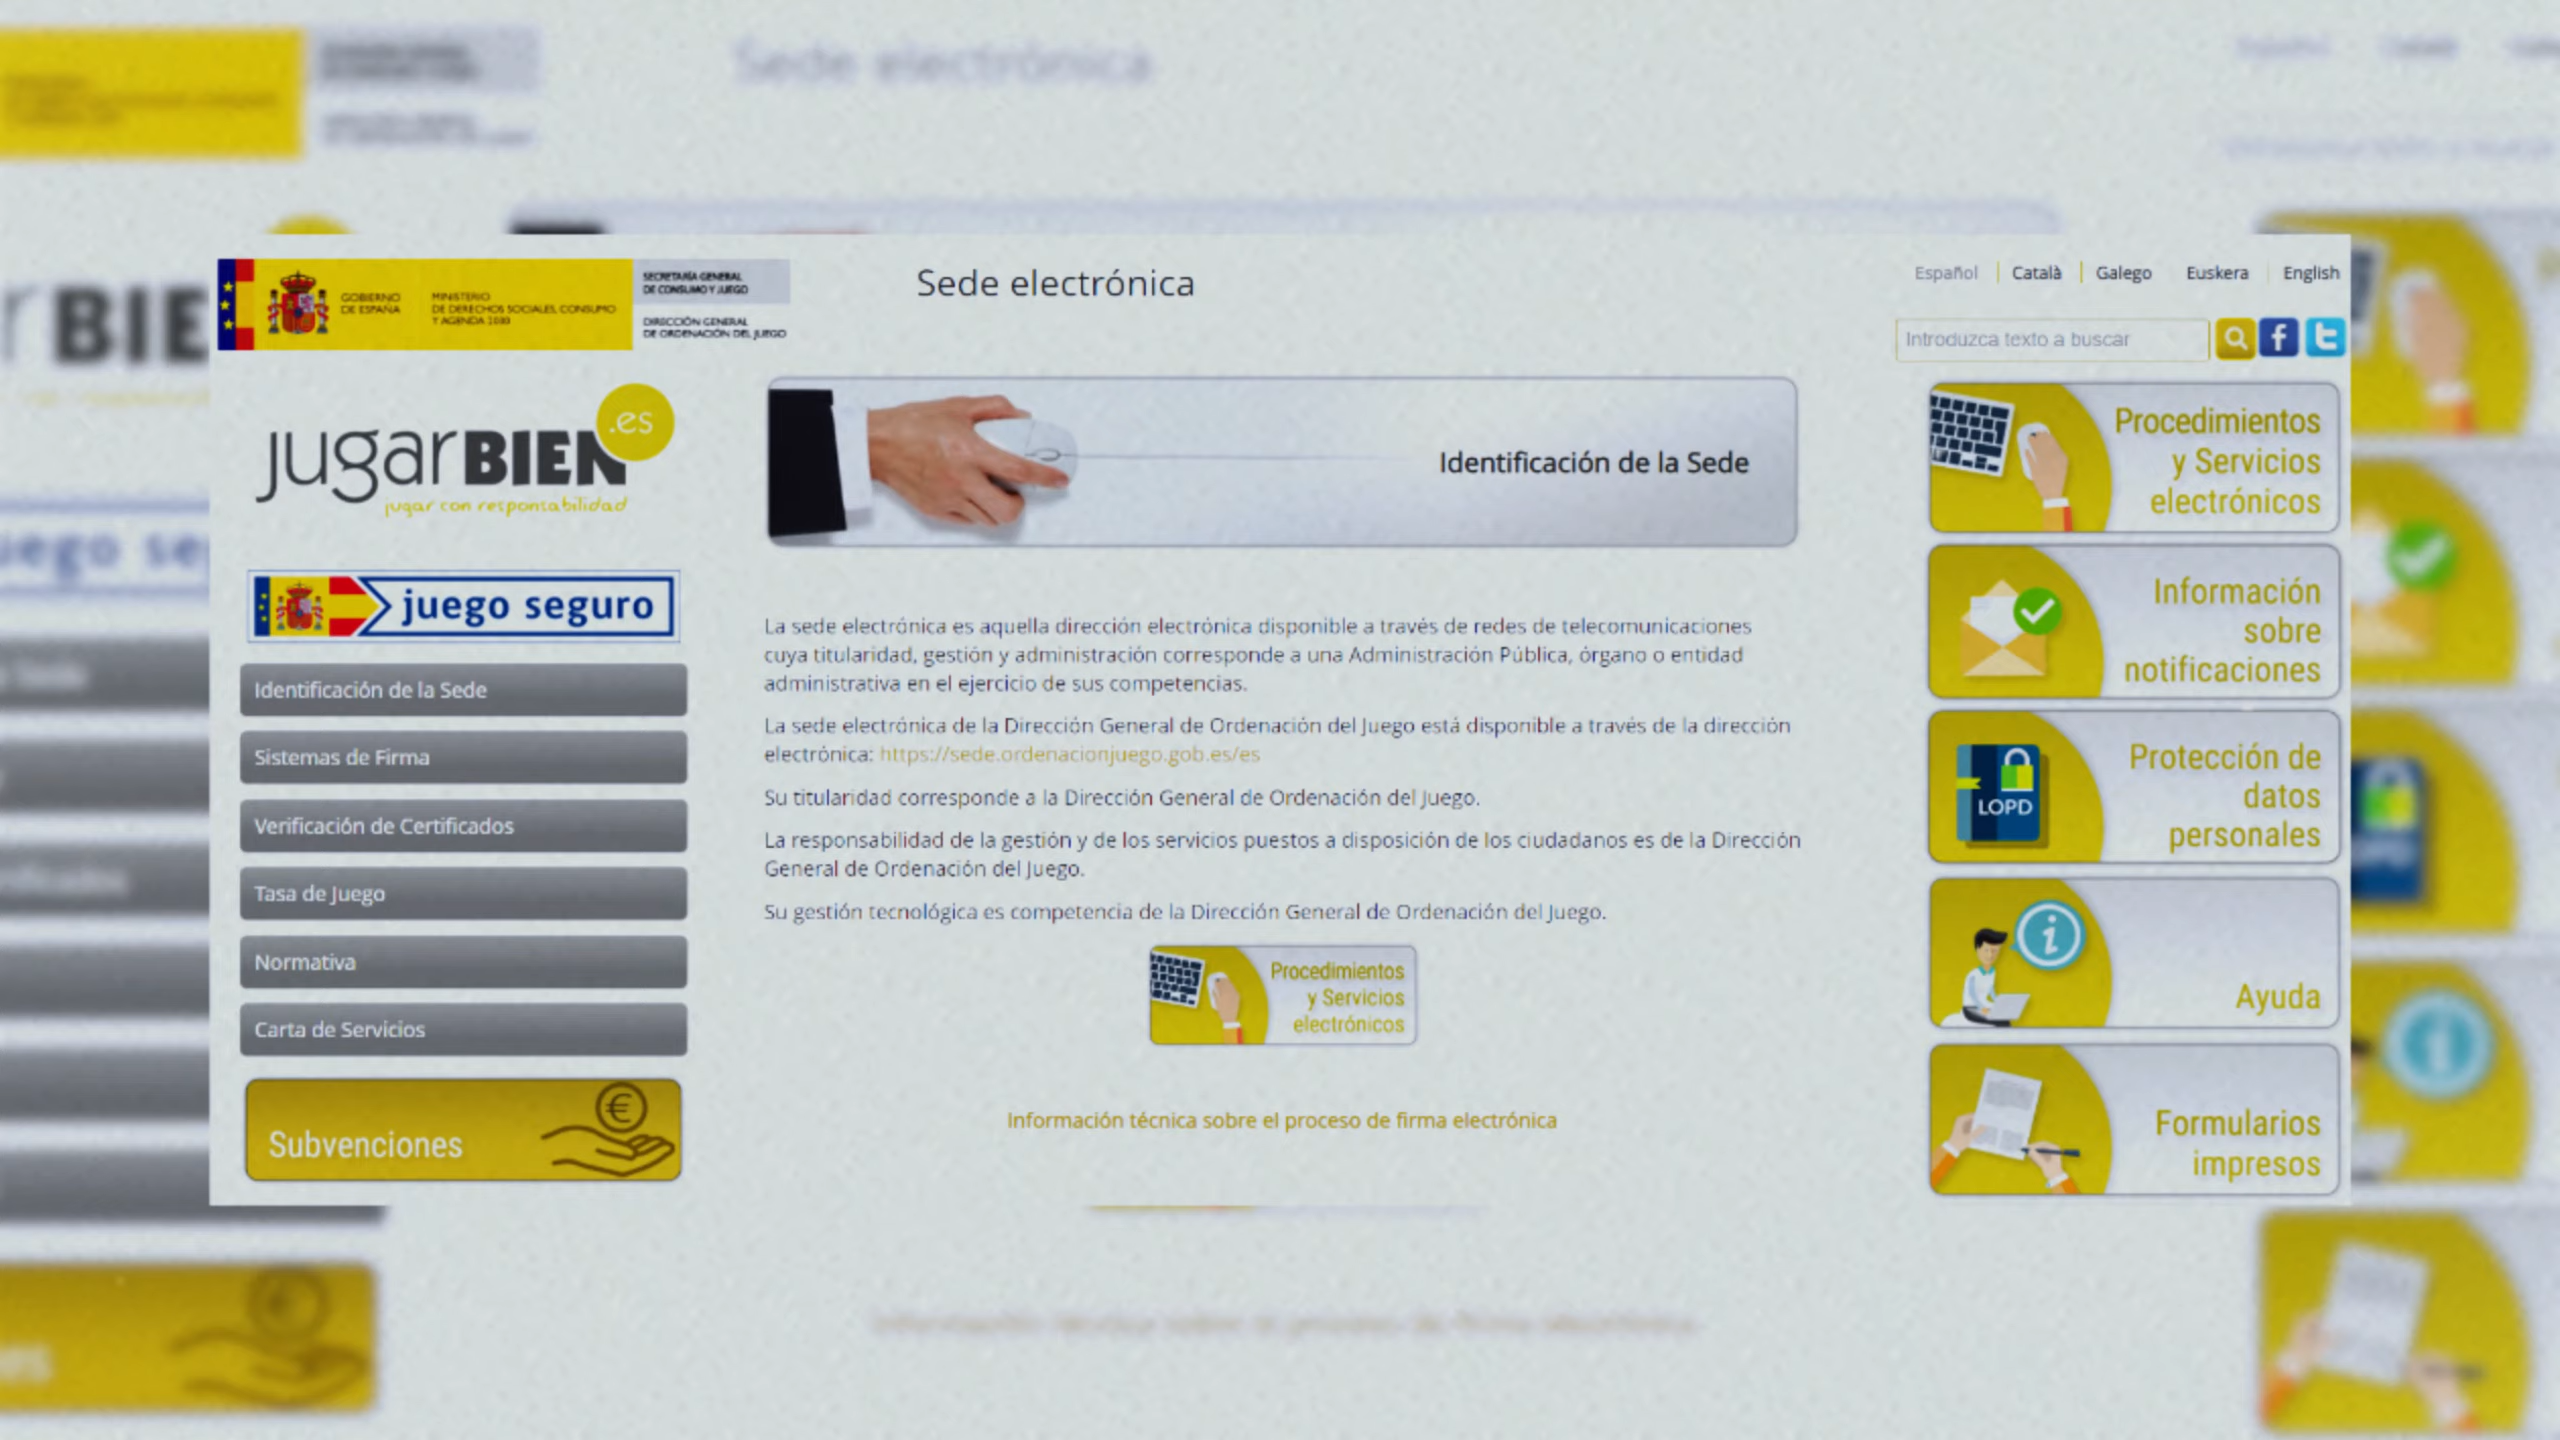 GOBIERNO
DE ESPAÑA
MINISTERIO
DE DERECHOS SOCIALES, CONSUMO
Y AGENDA 2030
SECRETARÍA GENERAL
DE CONSUMO Y JUEGO
DIRECCIÓN GENERAL
DE ORDENACIÓN DEL JUEGO
Sede electrónica
Español
Català
Galego
Euskera
English
Introduzca texto a buscar
jugarBIEN.es
jugar con responsabilidad
juego seguro
Identificación de la Sede
Sistemas de Firma
Verificación de Certificados
Tasa de Juego
Normativa
Carta de Servicios
Subvenciones
Identificación de la Sede
La sede electrónica es aquella dirección electrónica disponible a través de redes de telecomunicaciones
cuya titularidad, gestión y administración corresponde a una Administración Pública, órgano o entidad
administrativa en el ejercicio de sus competencias.
La sede electrónica de la Dirección General de Ordenación del Juego está disponible a través de la dirección
electrónica: https://sede.ordenacionjuego.gob.es/es
Su titularidad corresponde a la Dirección General de Ordenación del Juego.
La responsabilidad de la gestión y de los servicios puestos a disposición de los ciudadanos es de la Dirección
General de Ordenación del Juego.
Su gestión tecnológica es competencia de la Dirección General de Ordenación del Juego.
Procedimientos
y Servicios
electrónicos
Información técnica sobre el proceso de firma electrónica
Procedimientos
y Servicios
electrónicos
Información
sobre
notificaciones
LOPD
Protección de
datos
personales
Ayuda
Formularios
impresos